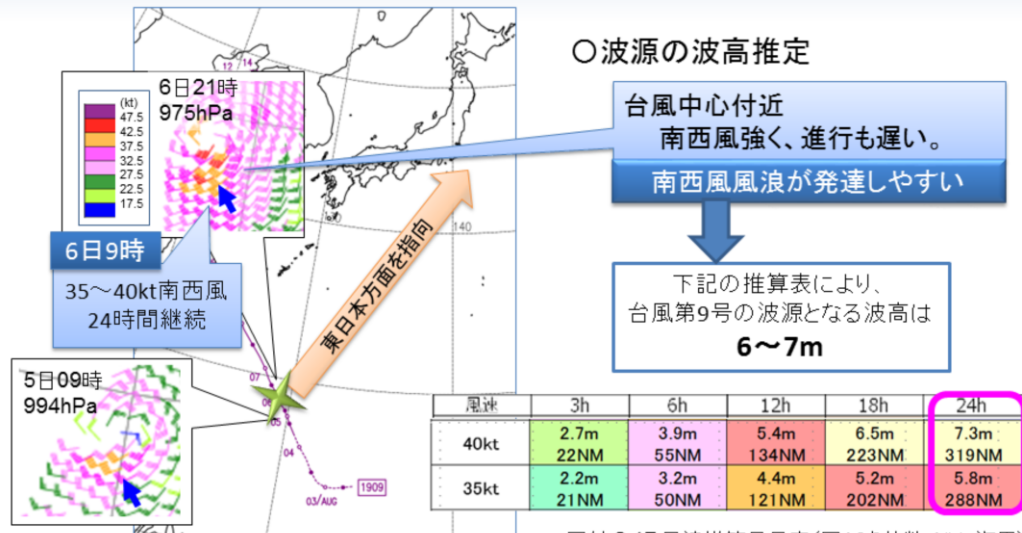 〇波源の波高推定
台風中心付近
南西風強く、進行も遅い。
南西風風浪が発達しやすい
下記の推算表により、
台風第9号の波源となる波高は
6～7m
12 14
6日21時
975hPa
(kt)
47.5
42.5
37.5
32.5
27.5
22.5
17.5
6日9時
35～40kt南西風
24時間継続
東日本方面を指向
140
5日09時
994hPa
07
06
05
04
03/AUG
1909
風速 3h 6h 12h 18h 24h
40kt 2.7m 3.9m 5.4m 6.5m 7.3m
22NM 55NM 134NM 223NM 319NM
35kt 2.2m 3.2m 4.4m 5.2m 5.8m
21NM 50NM 121NM 202NM 288NM